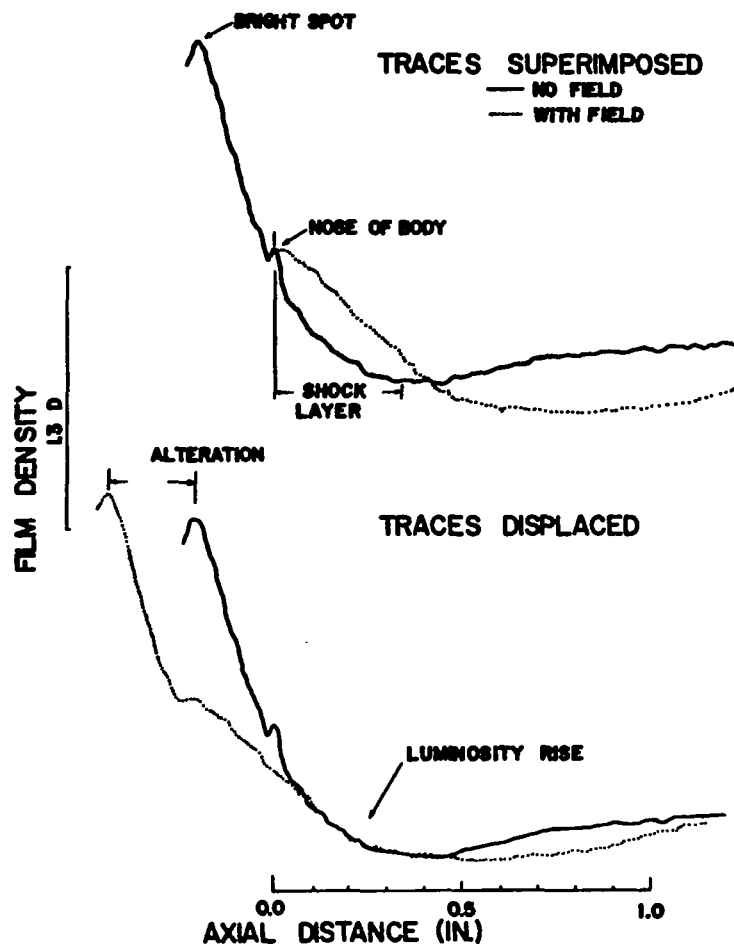 BRIGHT SPOT
TRACES SUPERIMPOSED
NO FIELD
WITH FIELD
NOSE OF BODY
SHOCK
LAYER
FILM DENSITY
1.5 D
ALTERATION
TRACES DISPLACED
LUMINOSITY RISE
0.0 0.5 1.0
AXIAL DISTANCE (IN.)